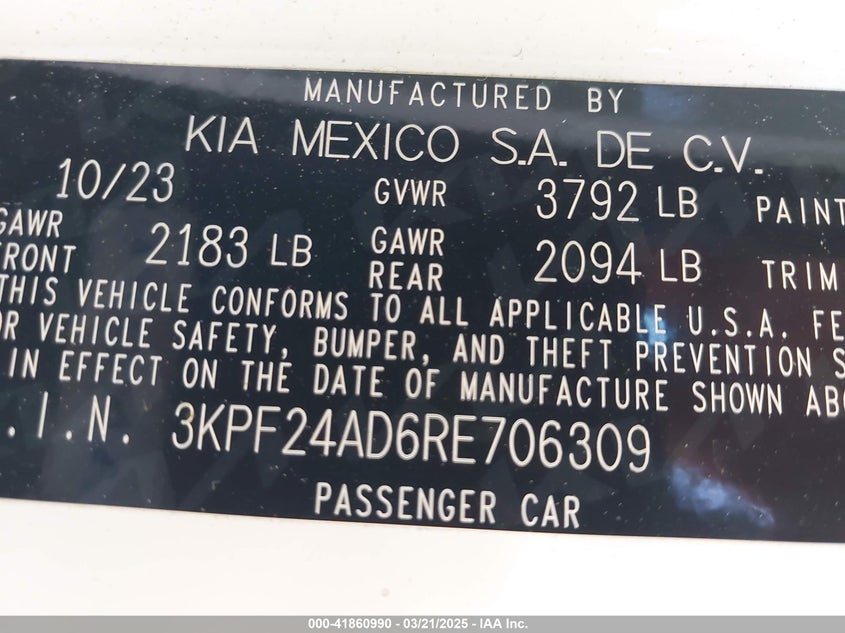 MANUFACTURED BY
KIA MEXICO S.A. DE C.V.
10/23 GVWR 3792 LB PAINT
GAWR FRONT 2183 LB GAWR REAR 2094 LB TRIM
THIS VEHICLE CONFORMS TO ALL APPLICABLE U.S.A. FE
OR VEHICLE SAFETY, BUMPER, AND THEFT PREVENTION S
IN EFFECT ON THE DATE OF MANUFACTURE SHOWN ABO
.I.N. 3KPF24AD6RE706309
PASSENGER CAR
000-41860990 — 03/21/2025 — IAA Inc.